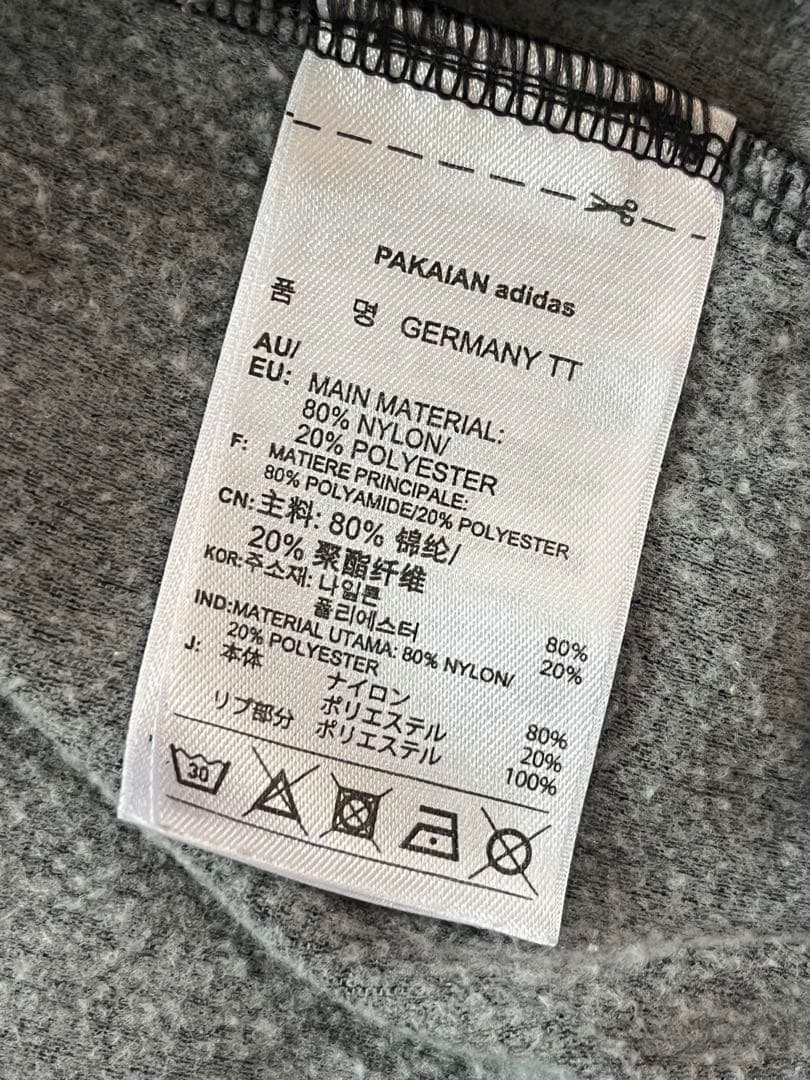 PAKAIAN adidas
품 명 GERMANY TT
AU/
EU: MAIN MATERIAL:
80% NYLON/
20% POLYESTER
F: MATIERE PRINCIPALE:
80% POLYAMIDE/20% POLYESTER
CN:主料: 80% 锦纶/
20% 聚酯纤维
KOR:주소재: 나일론 80%
폴리에스터 20%
IND:MATERIAL UTAMA: 80% NYLON/
20% POLYESTER
J: 本体 ナイロン 80%
ポリエステル 20%
リブ部分 ポリエステル 100%
30